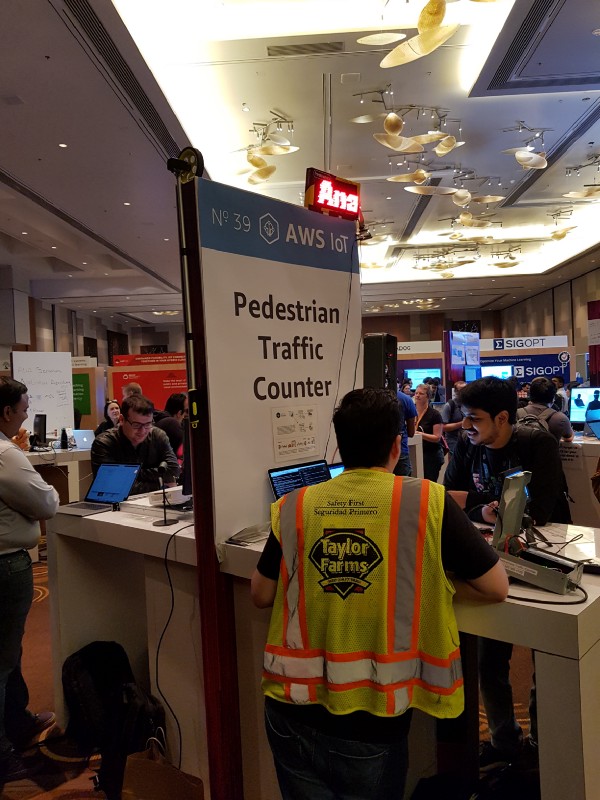 Ana
Nº 39 AWS IoT
Pedestrian
Traffic
Counter
SIGOPT
SIGOPT
Safety First
Seguridad Primero
Taylor
Farms